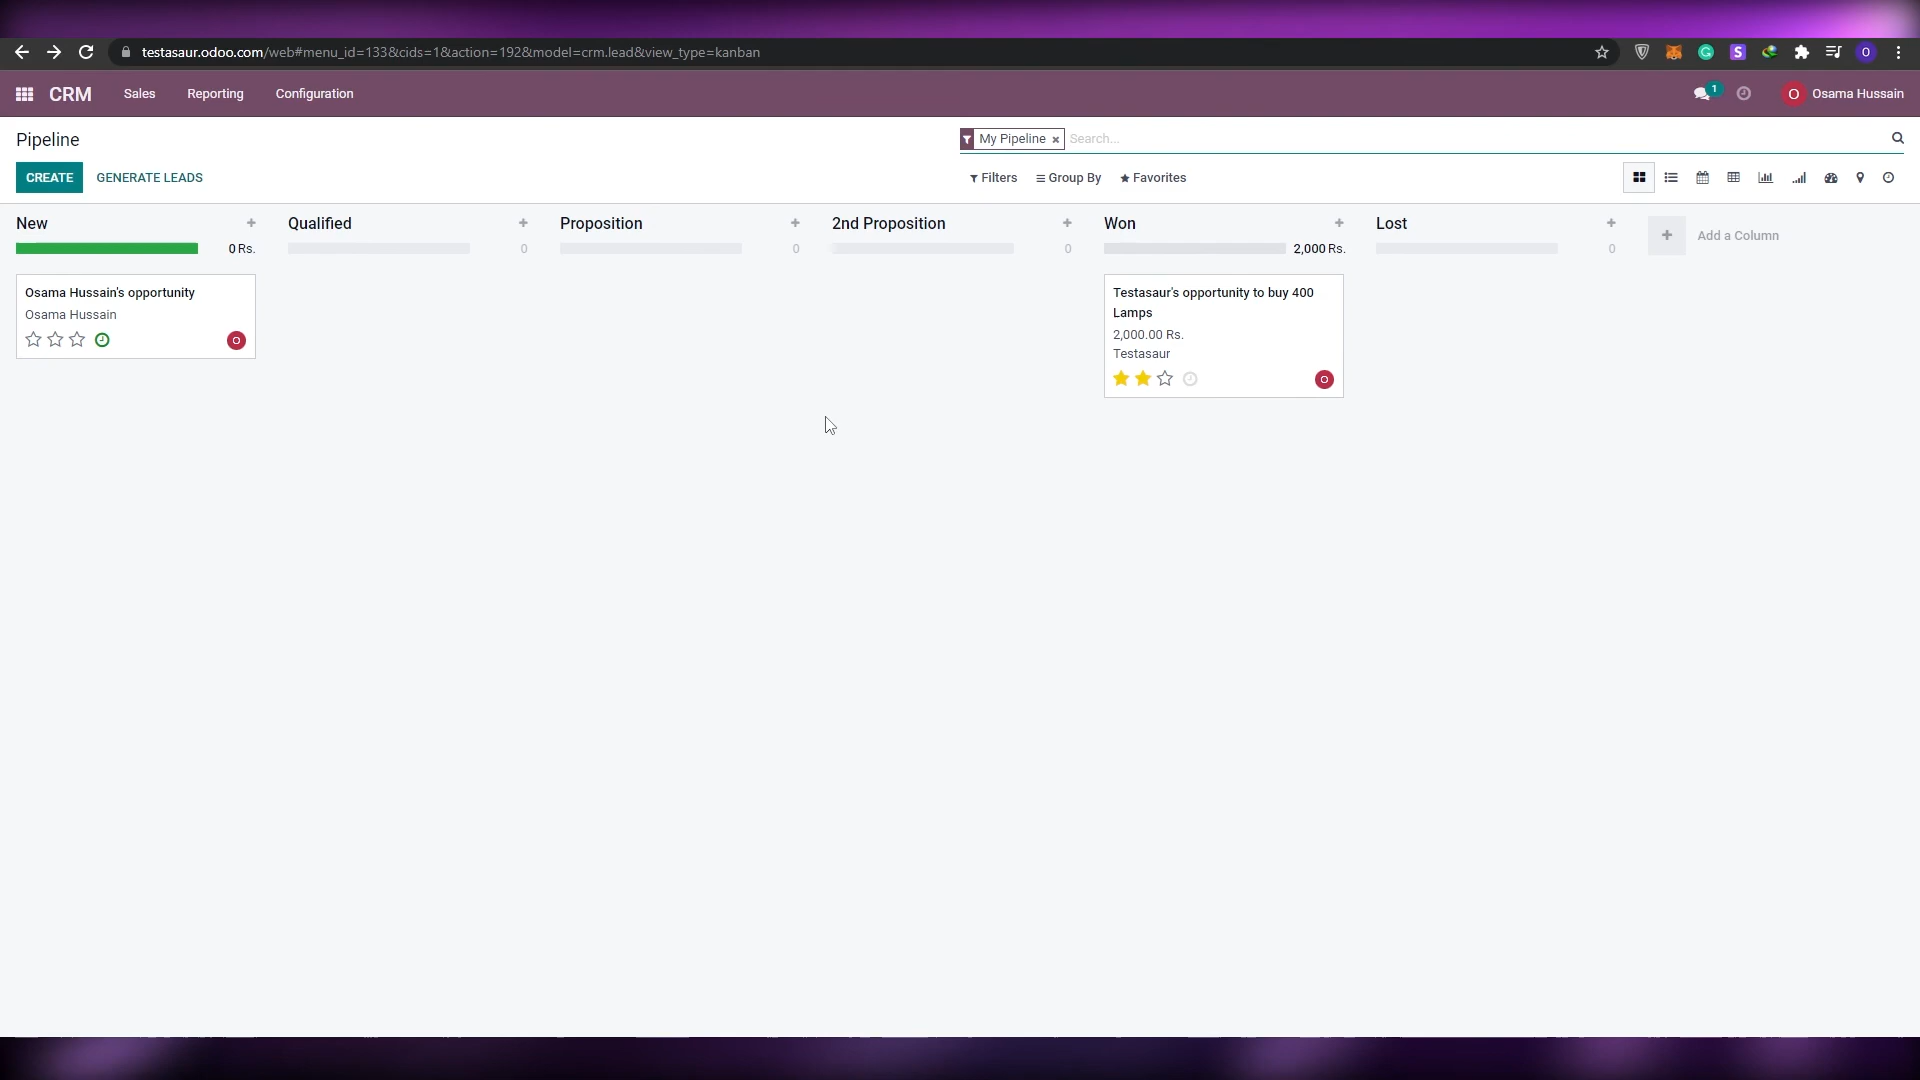 testasaur.odoo.com/web#menu_id=133&cids=1&action=192&model=crm.lead&view_type=kanban
S
O
CRM
Sales
Reporting
Configuration
1
O
Osama Hussain
Pipeline
My Pipeline ×
Search...
CREATE
GENERATE LEADS
Filters
Group By
Favorites
New
+
0 Rs.
Osama Hussain's opportunity
Osama Hussain
O
Qualified
+
0
Proposition
+
0
2nd Proposition
+
0
Won
+
2,000 Rs.
Testasaur's opportunity to buy 400
Lamps
2,000.00 Rs.
Testasaur
O
Lost
+
0
+
Add a Column